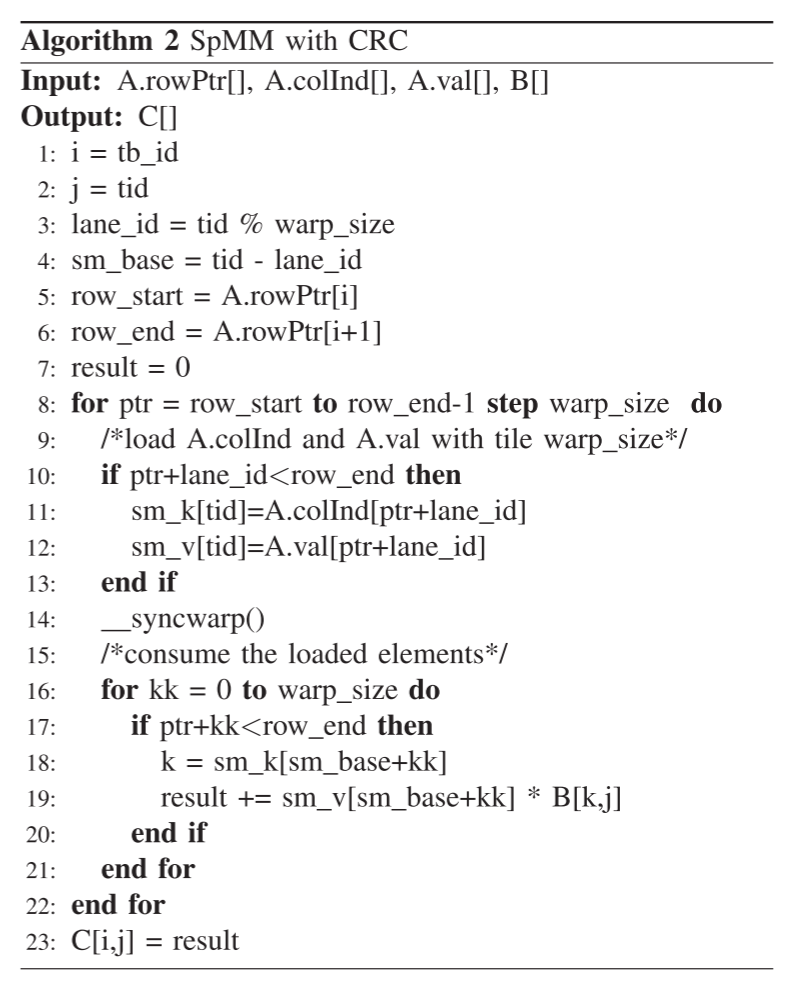 Algorithm 2 SpMM with CRC
Input: A.rowPtr[], A.colInd[], A.val[], B[]
Output: C[]
1: i = tb_id
2: j = tid
3: lane_id = tid % warp_size
4: sm_base = tid - lane_id
5: row_start = A.rowPtr[i]
6: row_end = A.rowPtr[i+1]
7: result = 0
8: for ptr = row_start to row_end-1 step warp_size do
9: /*load A.colInd and A.val with tile warp_size*/
10: if ptr+lane_id<row_end then
11: sm_k[tid]=A.colInd[ptr+lane_id]
12: sm_v[tid]=A.val[ptr+lane_id]
13: end if
14: __syncwarp()
15: /*consume the loaded elements*/
16: for kk = 0 to warp_size do
17: if ptr+kk<row_end then
18: k = sm_k[sm_base+kk]
19: result += sm_v[sm_base+kk] * B[k,j]
20: end if
21: end for
22: end for
23: C[i,j] = result